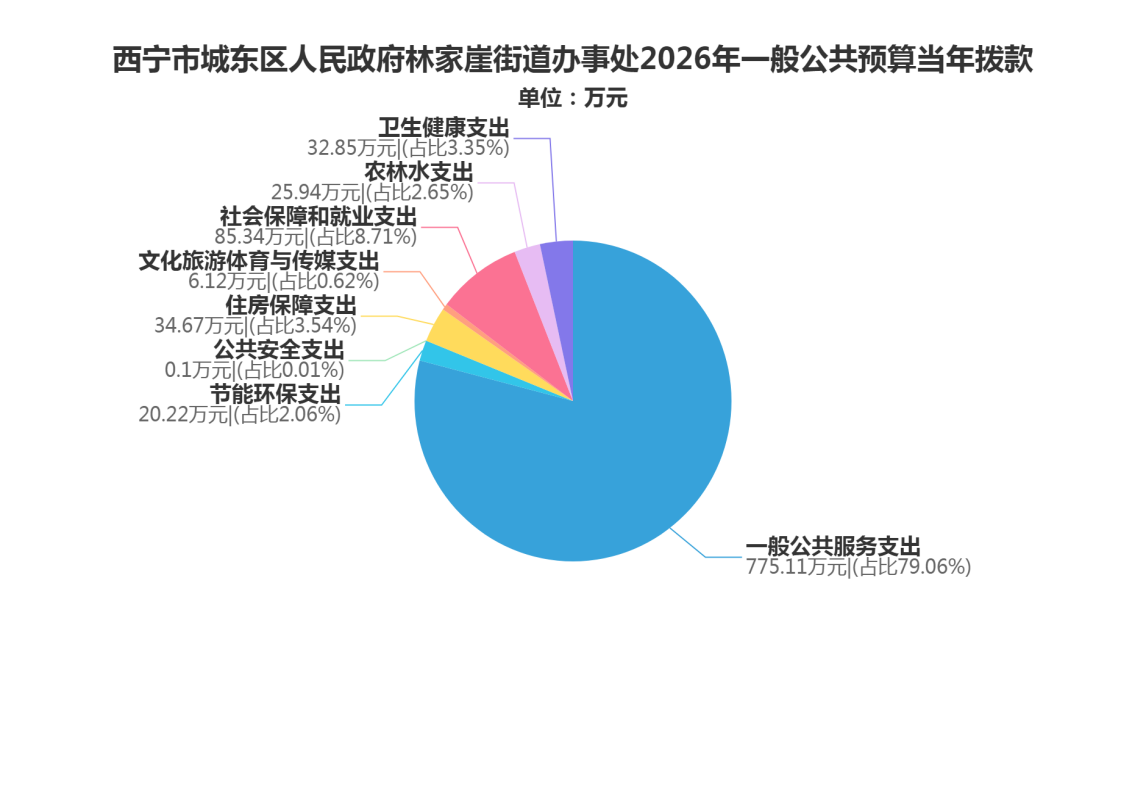 西宁市城东区人民政府林家崖街道办事处2026年一般公共预算当年拨款
单位：万元
卫生健康支出
32.85万元|(占比3.35%)
农林水支出
25.94万元|(占比2.65%)
社会保障和就业支出
85.34万元|(占比8.71%)
文化旅游体育与传媒支出
6.12万元|(占比0.62%)
住房保障支出
34.67万元|(占比3.54%)
公共安全支出
0.1万元|(占比0.01%)
节能环保支出
20.22万元|(占比2.06%)
一般公共服务支出
775.11万元|(占比79.06%)